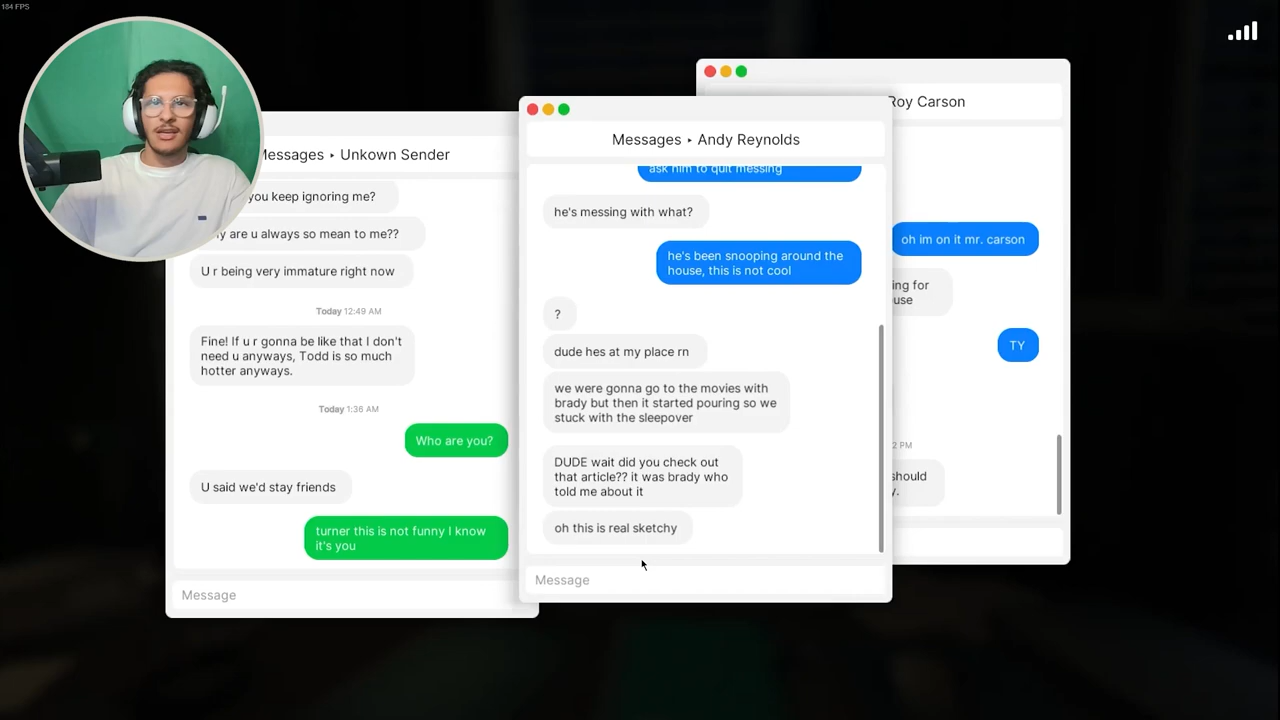 184 FPS
Messages ▸ Unkown Sender
you keep ignoring me?
are u always so mean to me??
U r being very immature right now
Today 12:49 AM
Fine! If u r gonna be like that I don't
need u anyways, Todd is so much
hotter anyways.
Today 1:36 AM
Who are you?
U said we'd stay friends
turner this is not funny I know
it's you
Message
Messages ▸ Andy Reynolds
ask him to quit messing
he's messing with what?
he's been snooping around the
house, this is not cool
?
dude hes at my place rn
we were gonna go to the movies with
brady but then it started pouring so we
stuck with the sleepover
DUDE wait did you check out
that article?? it was brady who
told me about it
oh this is real sketchy
Message
Roy Carson
oh im on it mr. carson
ing for
use
TY
2 PM
should
y.